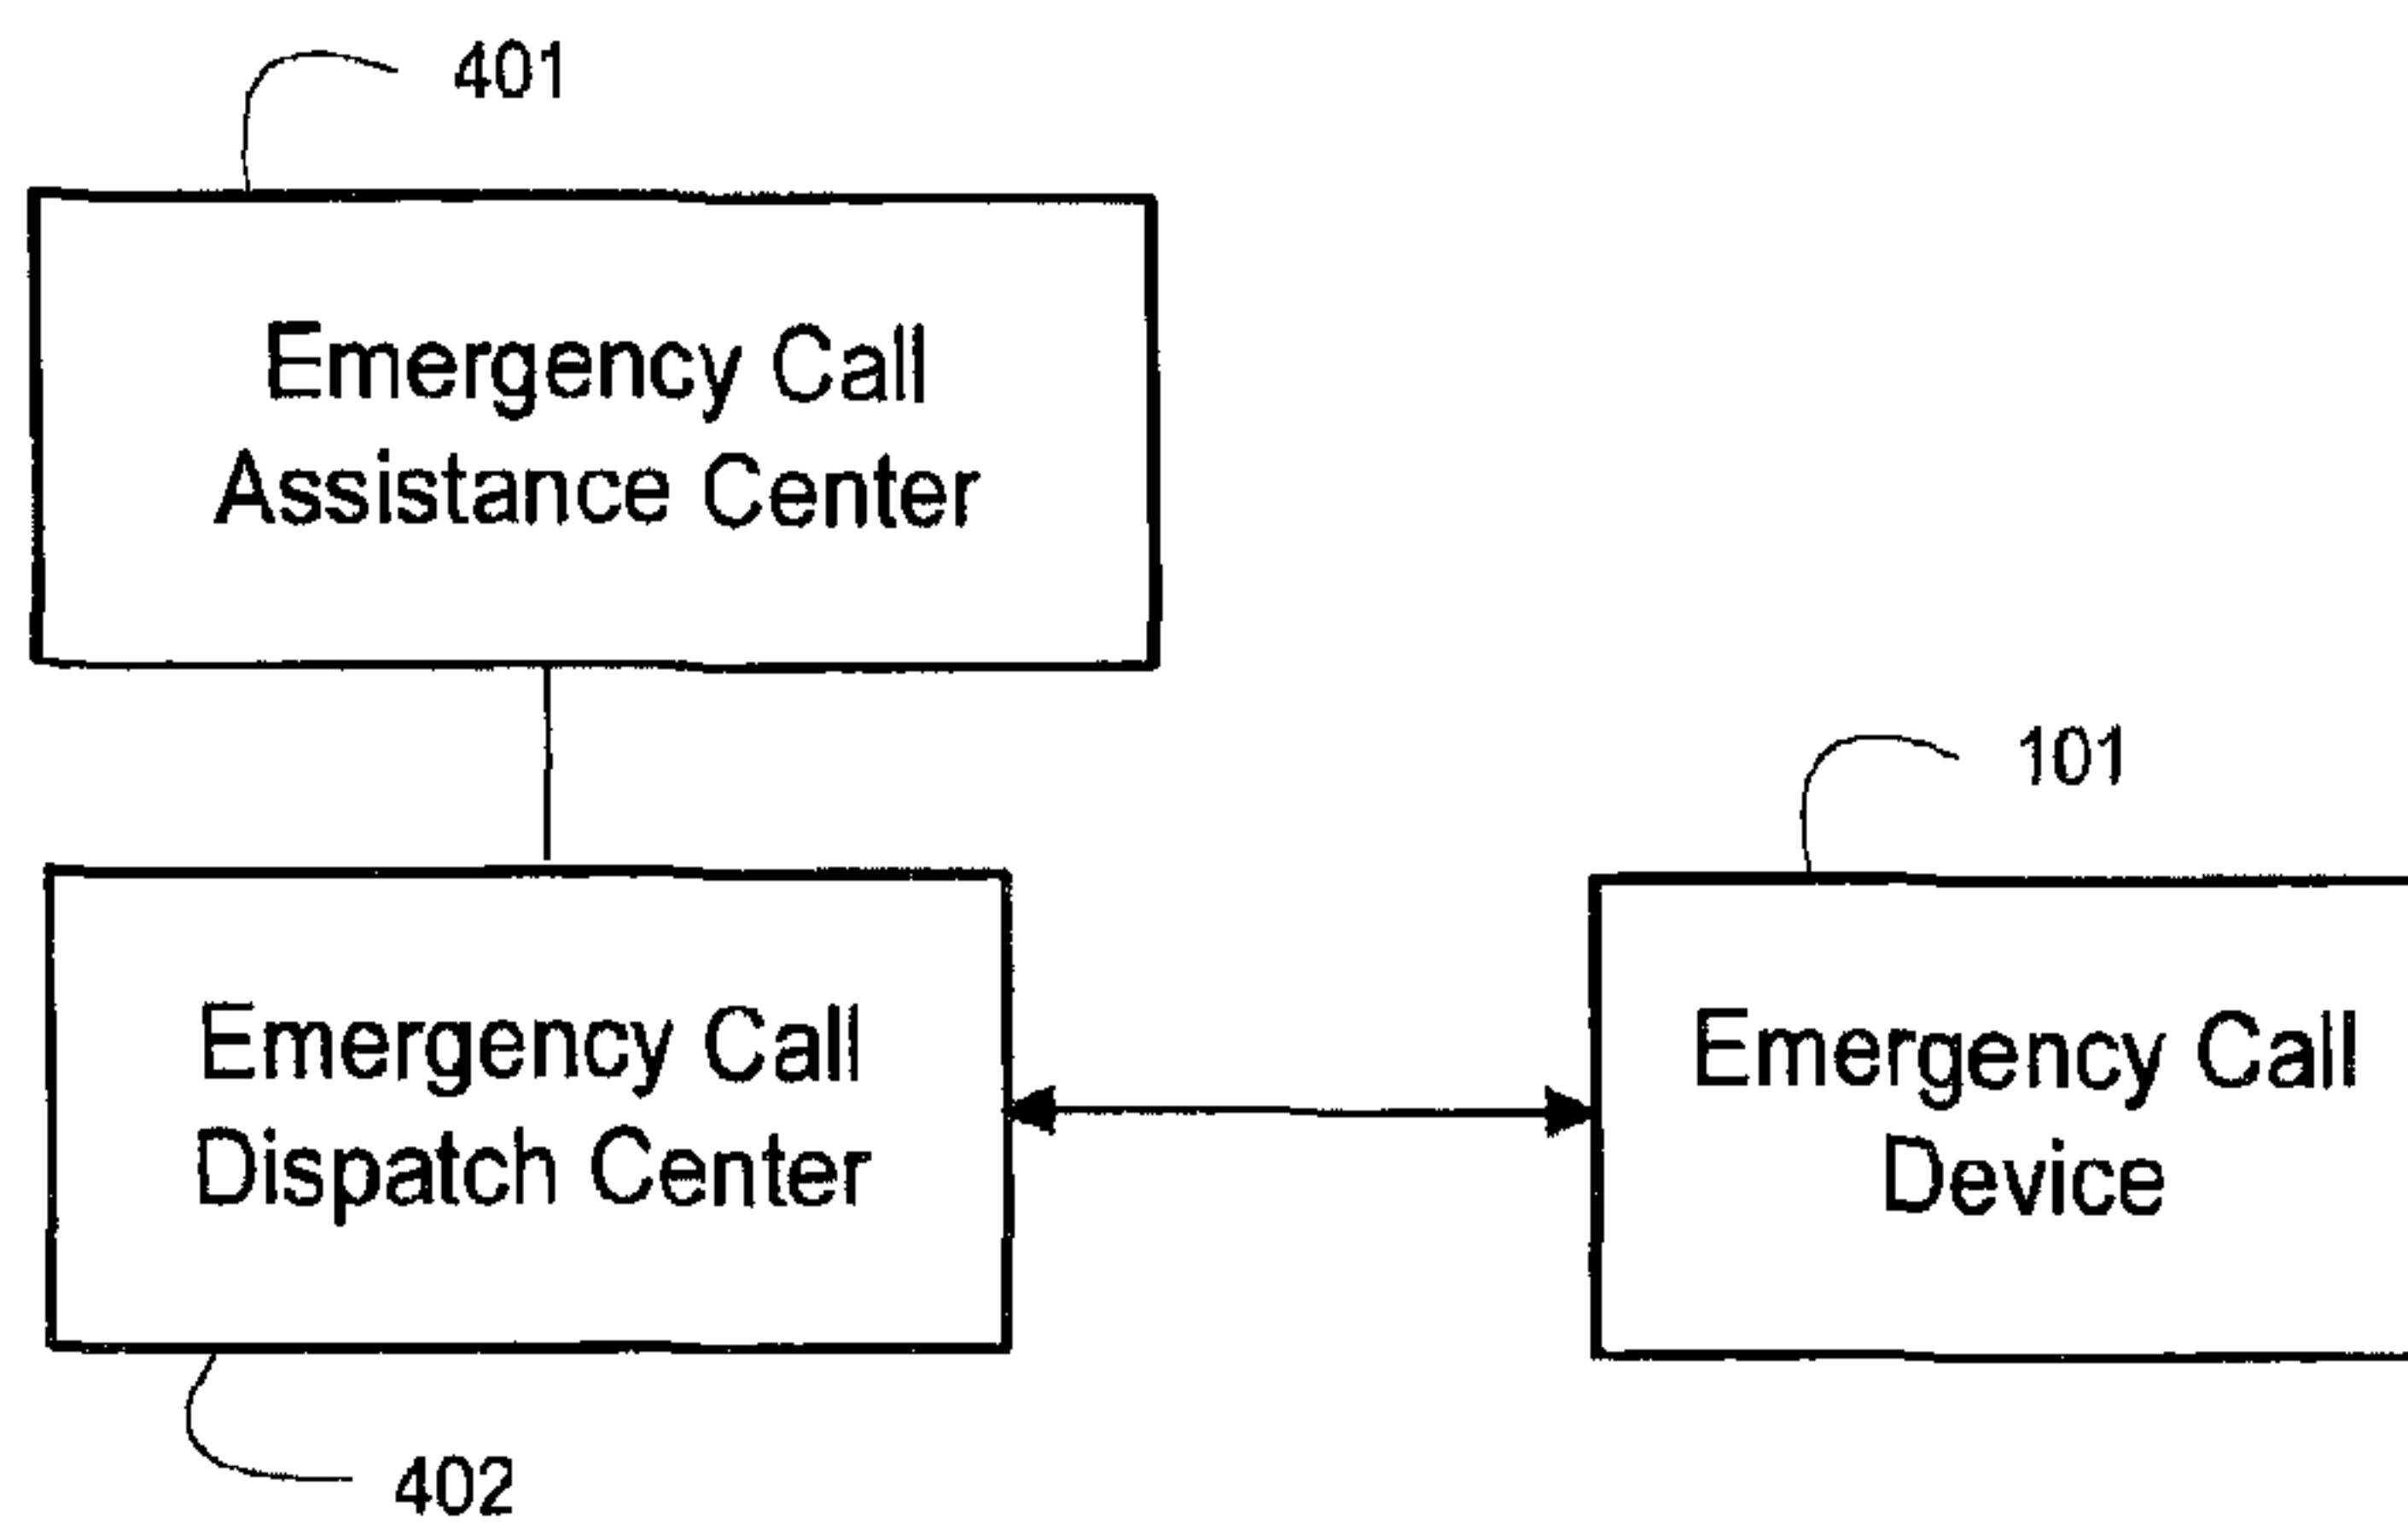 401
Emergency Call
Assistance Center
101
Emergency Call
Dispatch Center
Emergency Call
Device
402